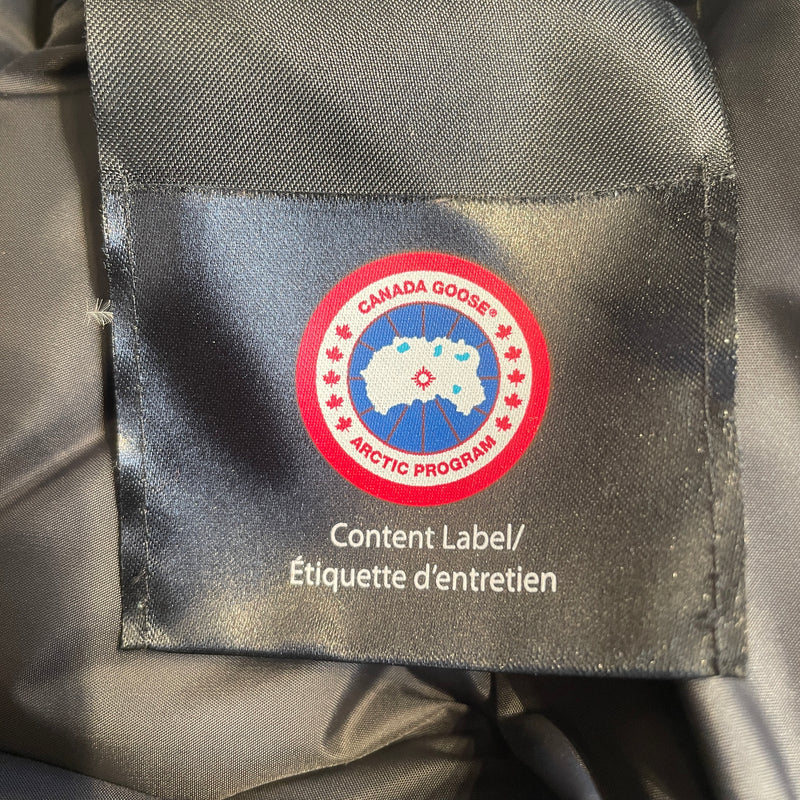 CANADA GOOSE®
ARCTIC PROGRAM
Content Label/
Étiquette d'entretien